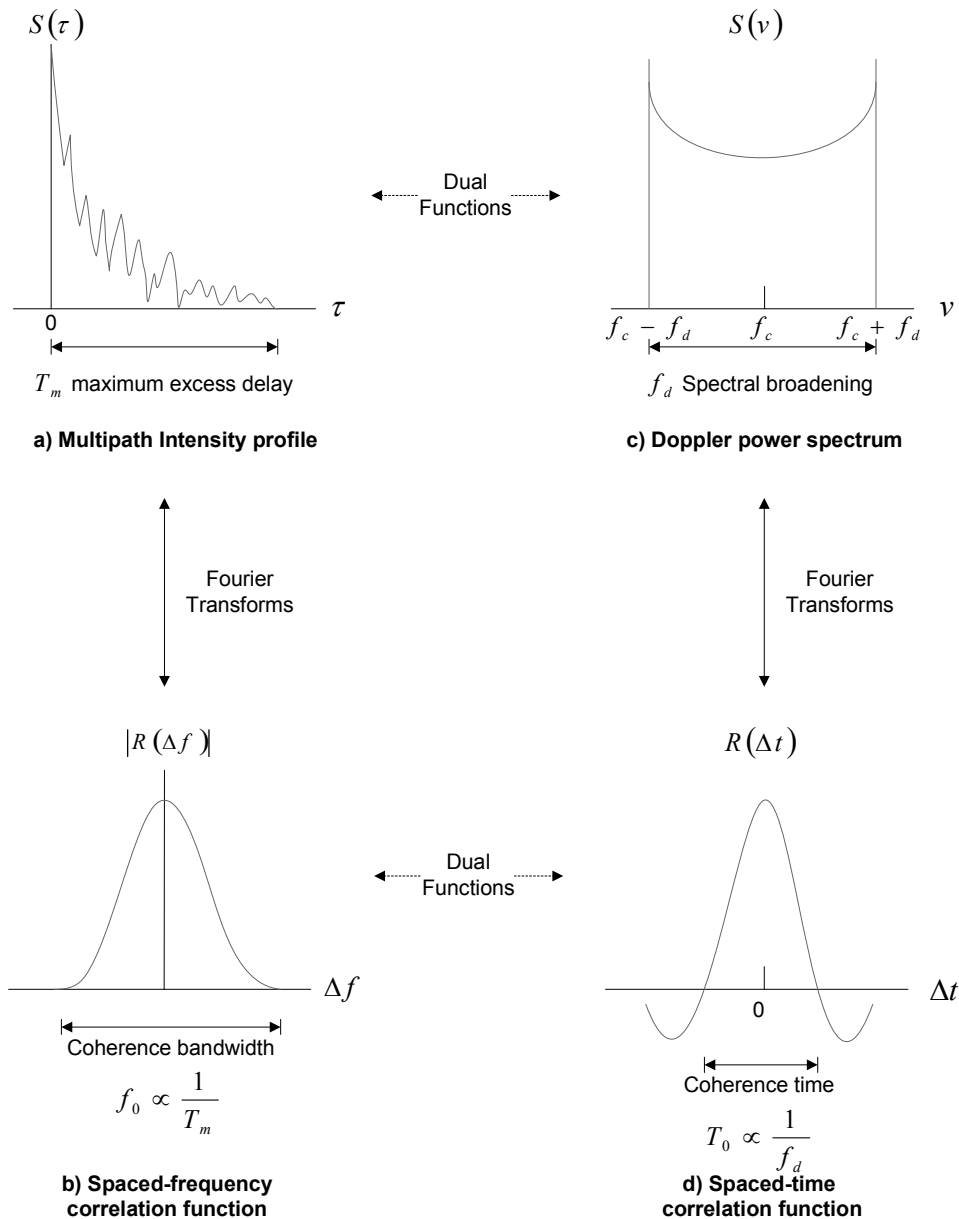 S(τ)
0
τ
T_m maximum excess delay
a) Multipath Intensity profile
Dual
Functions
S(v)
f_c − f_d
f_c
f_c + f_d
v
f_d Spectral broadening
c) Doppler power spectrum
Fourier
Transforms
Fourier
Transforms
|R(Δf)|
Δf
Coherence bandwidth
f_0 ∝ 1/T_m
b) Spaced-frequency
correlation function
Dual
Functions
R(Δt)
0
Δt
Coherence time
T_0 ∝ 1/f_d
d) Spaced-time
correlation function